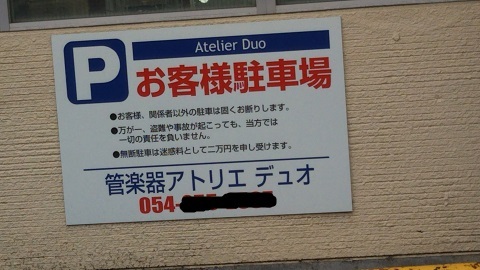 P
Atelier Duo
お客様駐車場
●お客様、関係者以外の駐車は固くお断りします。
●万が一、盗難や事故が起こっても、当方では
一切の責任を負いません。
●無断駐車は迷惑料として二万円を申し受けます。
管楽器アトリエ デュオ
054-